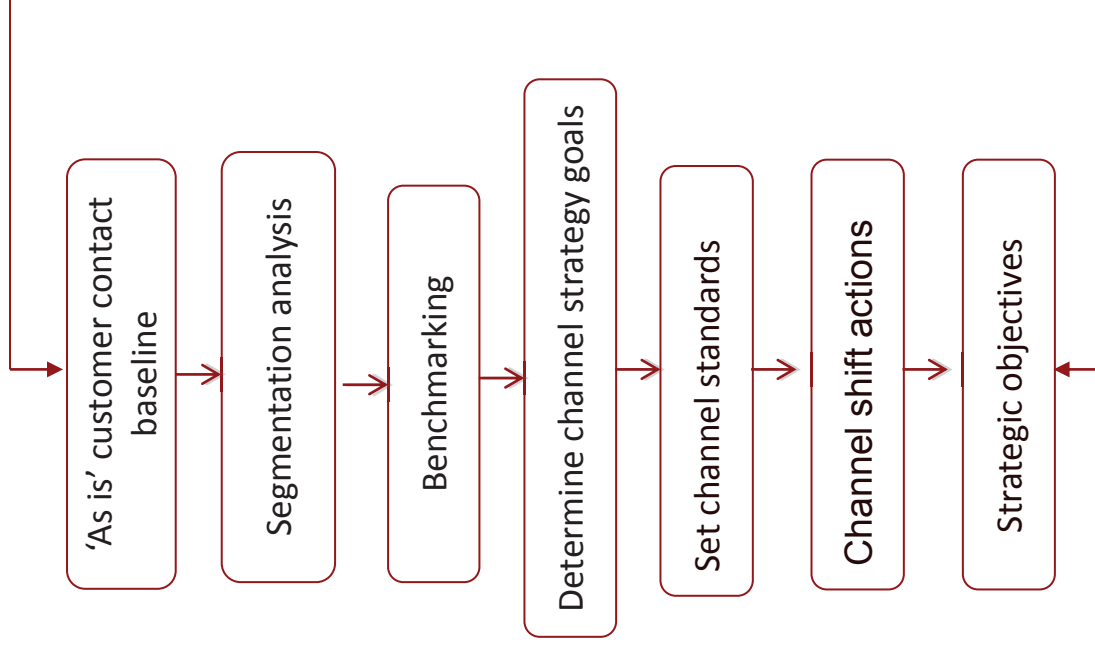 ‘As is’ customer contact
baseline
Segmentation analysis
Benchmarking
Determine channel strategy goals
Set channel standards
Channel shift actions
Strategic objectives